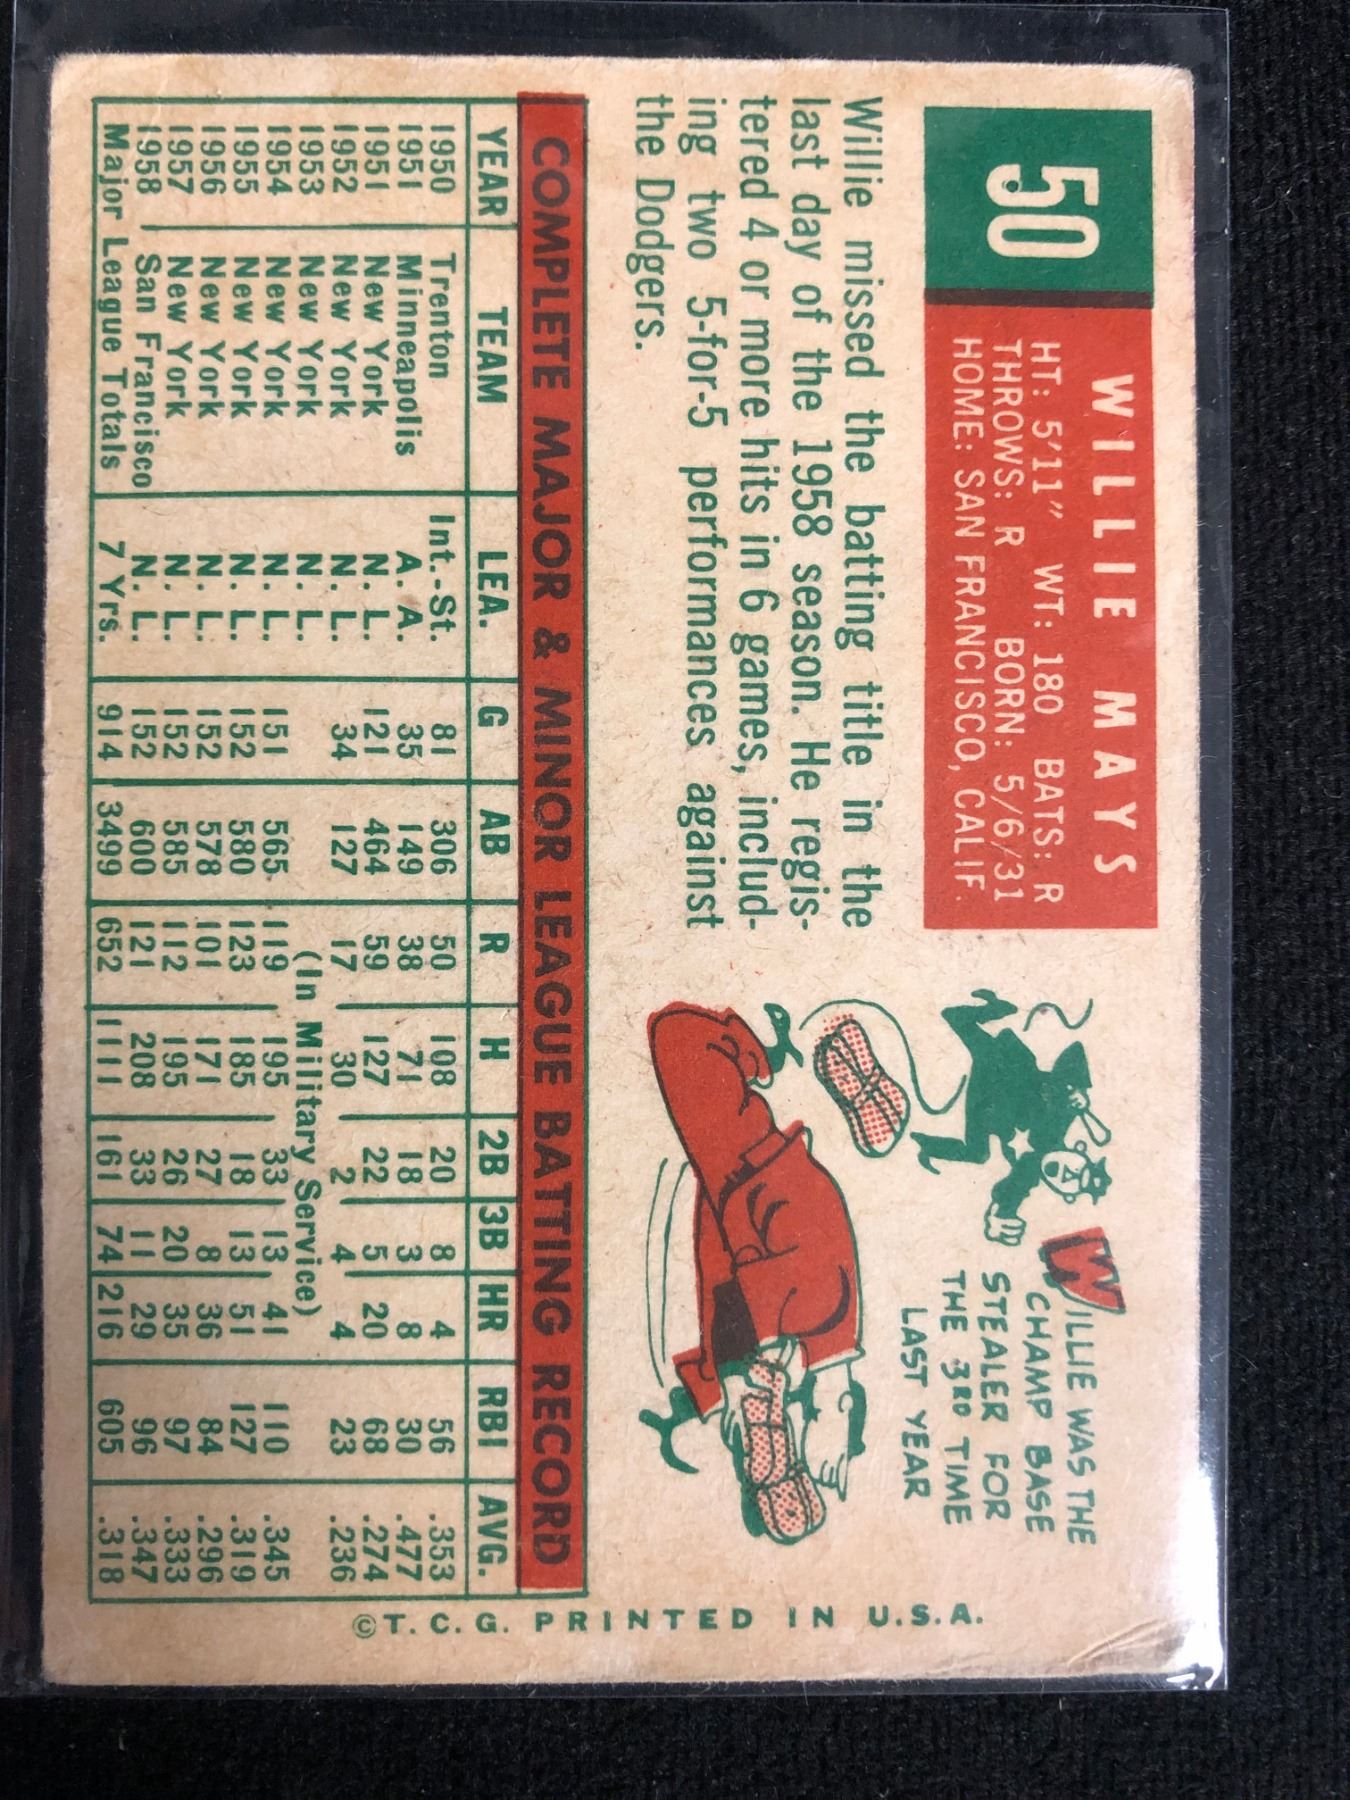 50
WILLIE MAYS
HT: 5'11" WT: 180 BATS: R
THROWS: R BORN: 5/6/31
HOME: SAN FRANCISCO, CALIF.
Willie missed the batting title in the
last day of the 1958 season. He regis-
tered 4 or more hits in 6 games, includ-
ing two 5-for-5 performances against
the Dodgers.
WILLIE WAS THE
CHAMP BASE
STEALER FOR
THE 3RD TIME
LAST YEAR
COMPLETE MAJOR & MINOR LEAGUE BATTING RECORD
YEAR TEAM LEA. G AB R H 2B 3B HR RBI AVG.
1950 Trenton Int.-St. 81 306 50 108 20 8 4 56 .353
1951 Minneapolis A. A. 35 149 38 71 18 3 8 30 .477
1951 New York N. L. 121 464 59 127 22 5 20 68 .274
1952 New York N. L. 34 127 17 30 2 4 4 23 .236
1953 New York N. L. (In Military Service)
1954 New York N. L. 151 565 119 195 33 13 41 110 .345
1955 New York N. L. 152 580 123 185 18 13 51 127 .319
1956 New York N. L. 152 578 101 171 27 8 36 84 .296
1957 New York N. L. 152 585 112 195 26 20 35 97 .333
1958 San Francisco N. L. 152 600 121 208 33 11 29 96 .347
Major League Totals 7 Yrs. 914 3499 652 1111 161 74 216 605 .318
©T. C. G. PRINTED IN U.S.A.